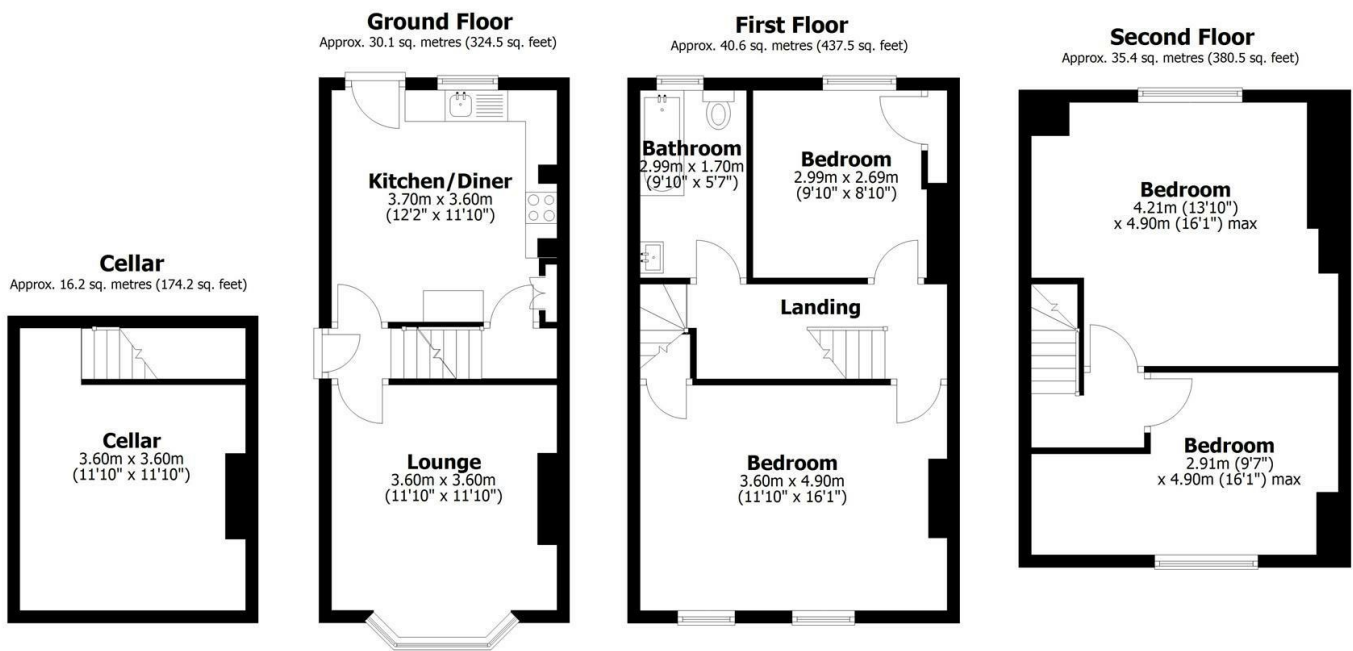 Ground Floor
Approx. 30.1 sq. metres (324.5 sq. feet)
Kitchen/Diner
3.70m x 3.60m
(12'2" x 11'10")
Lounge
3.60m x 3.60m
(11'10" x 11'10")
Cellar
Approx. 16.2 sq. metres (174.2 sq. feet)
Cellar
3.60m x 3.60m
(11'10" x 11'10")
First Floor
Approx. 40.6 sq. metres (437.5 sq. feet)
Bathroom
2.99m x 1.70m
(9'10" x 5'7")
Bedroom
2.99m x 2.69m
(9'10" x 8'10")
Landing
Bedroom
3.60m x 4.90m
(11'10" x 16'1")
Second Floor
Approx. 35.4 sq. metres (380.5 sq. feet)
Bedroom
4.21m (13'10")
x 4.90m (16'1") max
Bedroom
2.91m (9'7")
x 4.90m (16'1") max